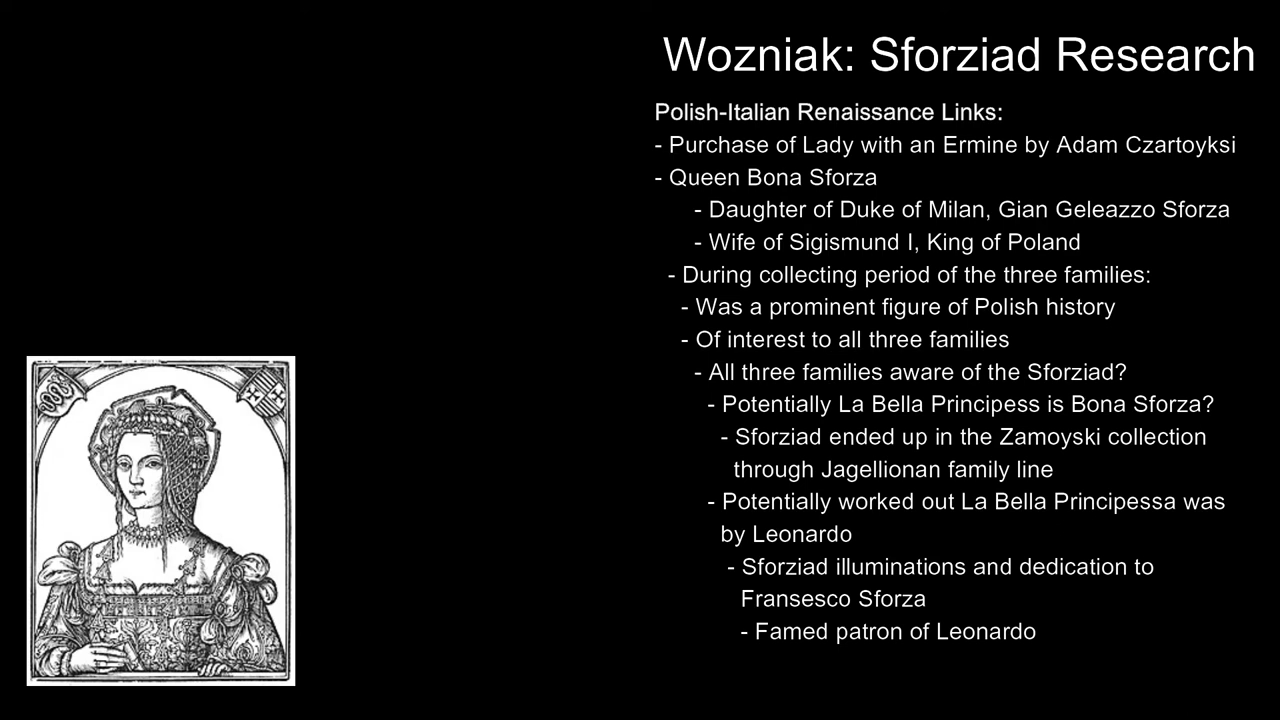 Wozniak: Sforziad Research
Polish-Italian Renaissance Links:
- Purchase of Lady with an Ermine by Adam Czartoyksi
- Queen Bona Sforza
- Daughter of Duke of Milan, Gian Geleazzo Sforza
- Wife of Sigismund I, King of Poland
- During collecting period of the three families:
- Was a prominent figure of Polish history
- Of interest to all three families
- All three families aware of the Sforziad?
- Potentially La Bella Principess is Bona Sforza?
- Sforziad ended up in the Zamoyski collection
through Jagellionan family line
- Potentially worked out La Bella Principessa was
by Leonardo
- Sforziad illuminations and dedication to
Fransesco Sforza
- Famed patron of Leonardo